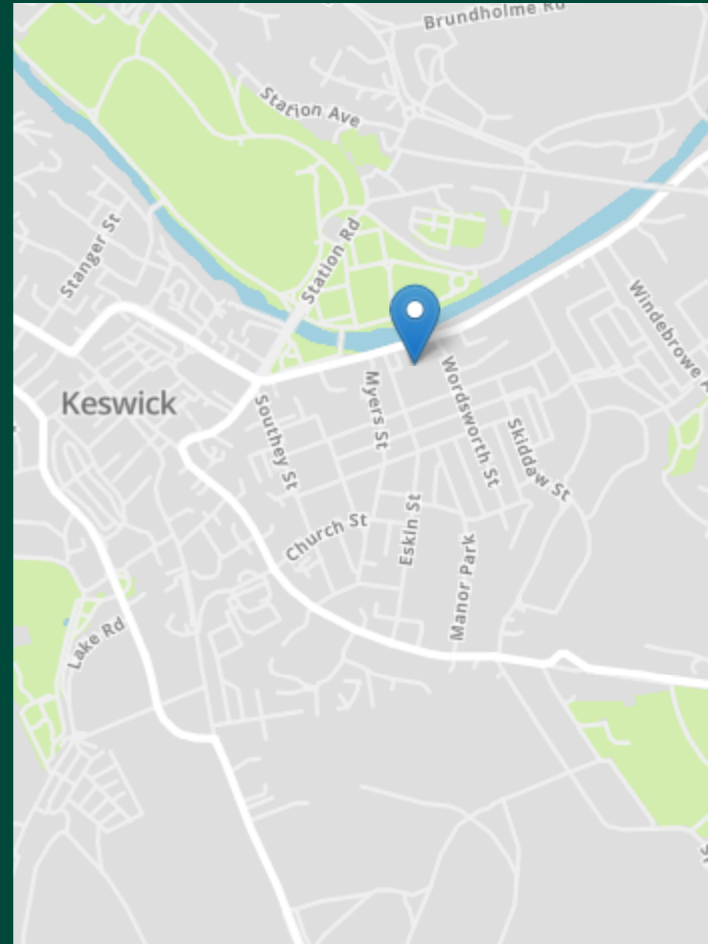 Brundholme Rd
Station Ave
Stanger St
Station Rd
Windebrowe
Keswick
Myers St
Wordsworth St
Southey St
Skiddaw St
Church St
Eskin St
Manor Park
Lake Rd